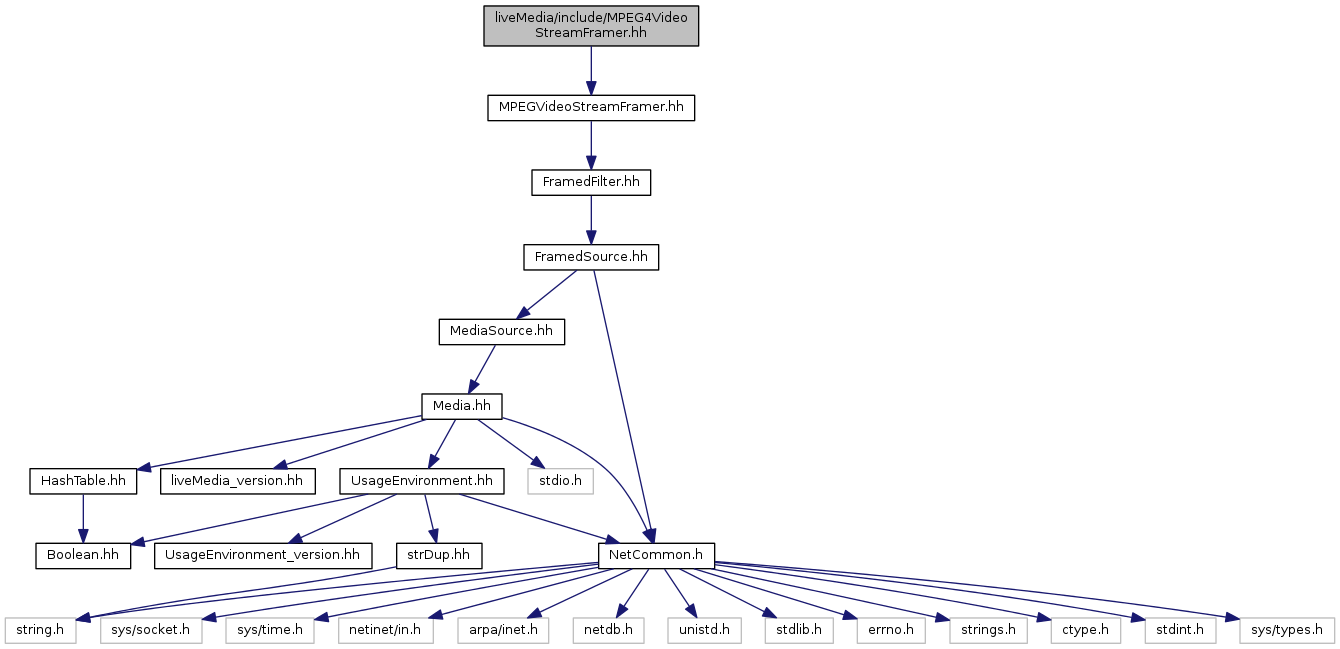 liveMedia/include/MPEG4Video
StreamFramer.hh
MPEGVideoStreamFramer.hh
FramedFilter.hh
FramedSource.hh
MediaSource.hh
Media.hh
HashTable.hh
liveMedia_version.hh
UsageEnvironment.hh
stdio.h
Boolean.hh
UsageEnvironment_version.hh
strDup.hh
NetCommon.h
string.h
sys/socket.h
sys/time.h
netinet/in.h
arpa/inet.h
netdb.h
unistd.h
stdlib.h
errno.h
strings.h
ctype.h
stdint.h
sys/types.h